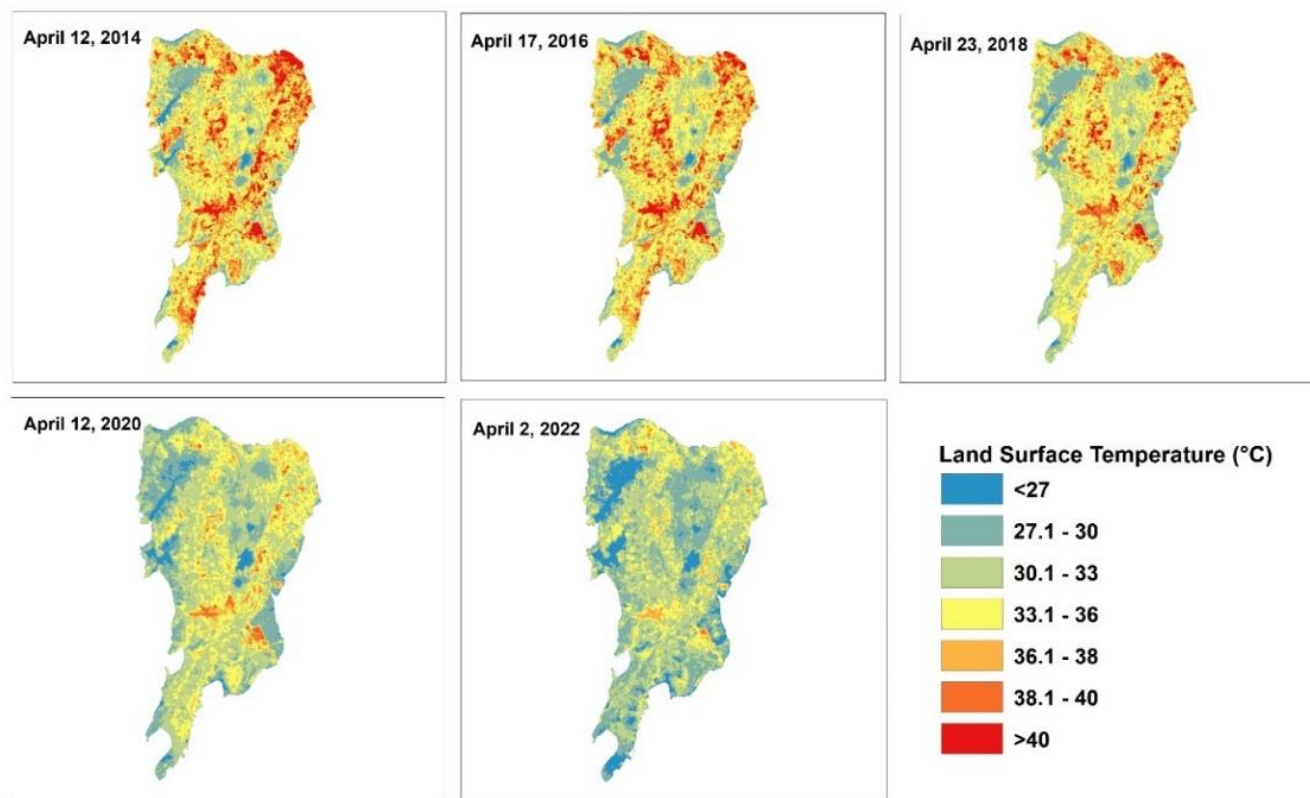 April 12, 2014
April 17, 2016
April 23, 2018
April 12, 2020
April 2, 2022
Land Surface Temperature (°C)
<27
27.1 - 30
30.1 - 33
33.1 - 36
36.1 - 38
38.1 - 40
>40